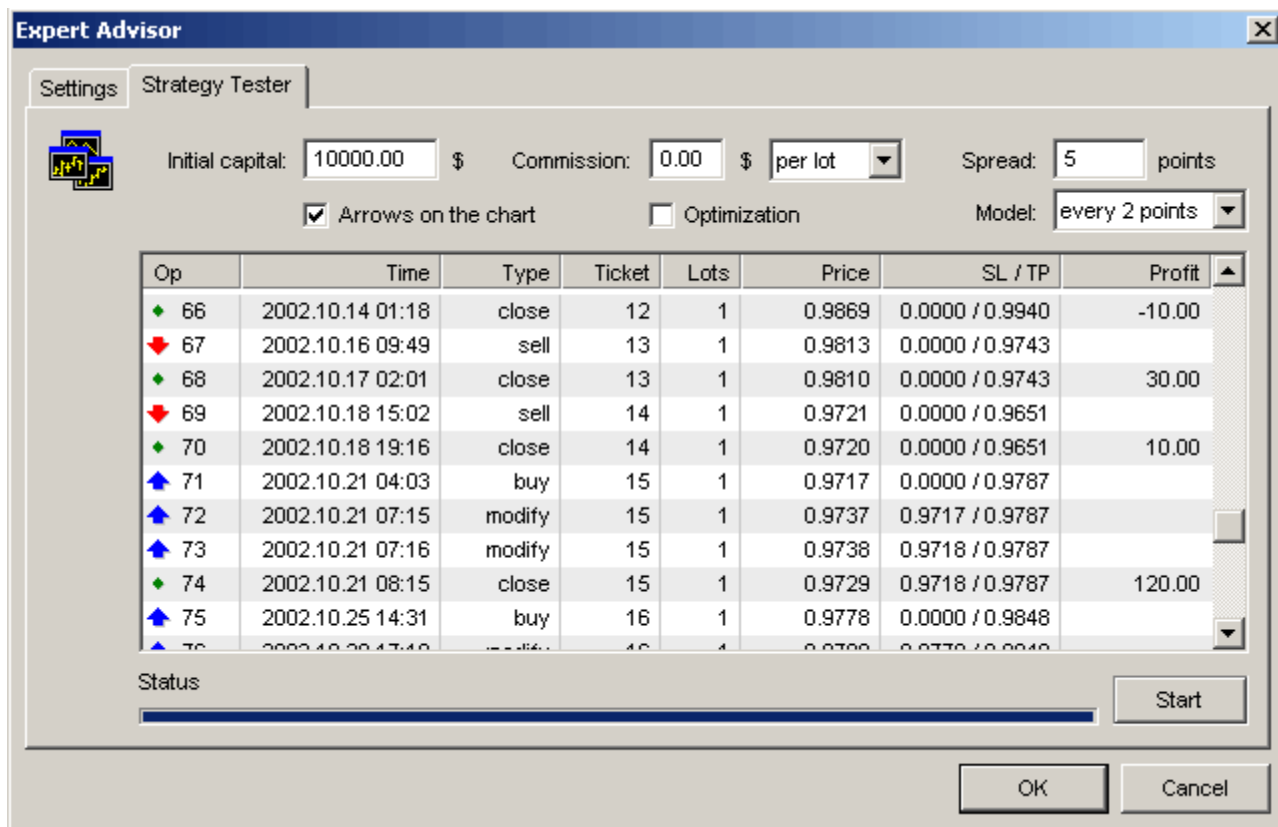 Expert Advisor
Settings Strategy Tester
Initial capital: 10000.00 $ Commission: 0.00 $ per lot Spread: 5 points
Arrows on the chart Optimization Model: every 2 points
Op Time Type Ticket Lots Price SL / TP Profit
66 2002.10.14 01:18 close 12 1 0.9869 0.0000 / 0.9940 -10.00
67 2002.10.16 09:49 sell 13 1 0.9813 0.0000 / 0.9743
68 2002.10.17 02:01 close 13 1 0.9810 0.0000 / 0.9743 30.00
69 2002.10.18 15:02 sell 14 1 0.9721 0.0000 / 0.9651
70 2002.10.18 19:16 close 14 1 0.9720 0.0000 / 0.9651 10.00
71 2002.10.21 04:03 buy 15 1 0.9717 0.0000 / 0.9787
72 2002.10.21 07:15 modify 15 1 0.9737 0.9717 / 0.9787
73 2002.10.21 07:16 modify 15 1 0.9738 0.9718 / 0.9787
74 2002.10.21 08:15 close 15 1 0.9729 0.9718 / 0.9787 120.00
75 2002.10.25 14:31 buy 16 1 0.9778 0.0000 / 0.9848
Status
Start
OK Cancel